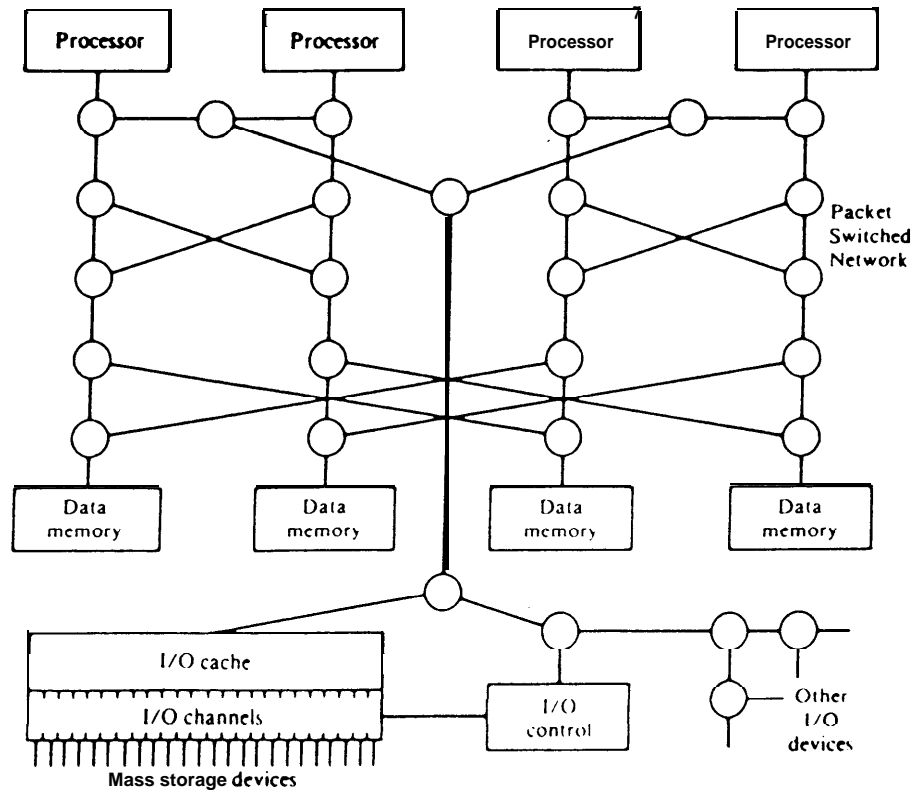 Processor
Processor
Processor
Processor
Packet
Switched
Network
Data
memory
Data
memory
Data
memory
Data
memory
I/O cache
I/O channels
Mass storage devices
I/O
control
Other
I/O
devices